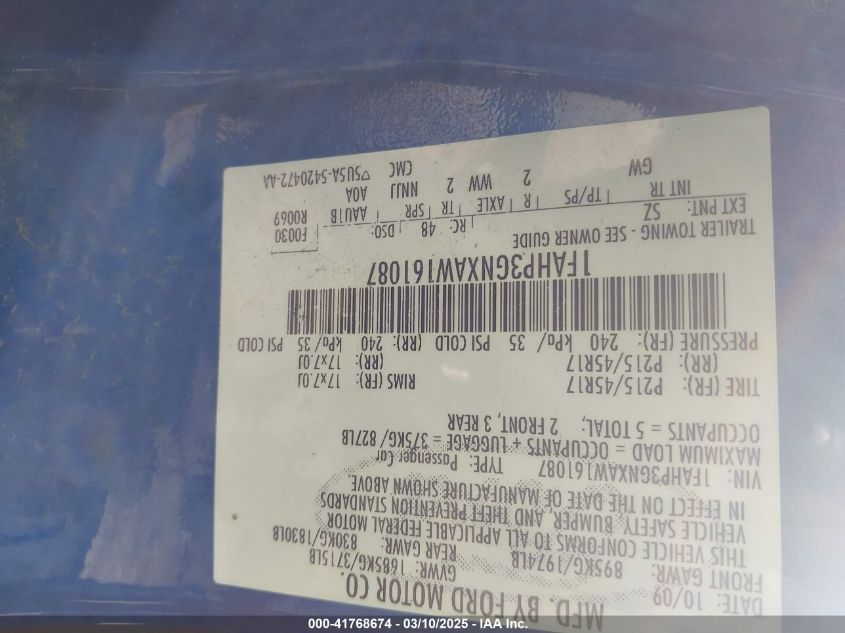 MFD. BY FORD MOTOR CO.
DATE: 10/09 GVWR: 1685KG/3715LB
FRONT GAWR: REAR GAWR:
895KG/1974LB 830KG/1830LB
THIS VEHICLE CONFORMS TO ALL APPLICABLE FEDERAL MOTOR
VEHICLE SAFETY, BUMPER, AND THEFT PREVENTION STANDARDS
IN EFFECT ON THE DATE OF MANUFACTURE SHOWN ABOVE.
VIN: 1FAHP3GNXAW161087 TYPE: Passenger Car
MAXIMUM LOAD = OCCUPANTS + LUGGAGE = 375KG/ 827LB
OCCUPANTS = 5 TOTAL, 2 FRONT, 3 REAR
TIRE (FR): P215/45R17 RIMS (FR): 17x7.0J
(RR): P215/45R17 (RR): 17x7.0J
PRESSURE (FR): 240 kPa/ 35 PSI COLD (RR): 240 kPa/ 35 PSI COLD
1FAHP3GNXAW161087
TRAILER TOWING - SEE OWNER GUIDE
EXT PNT: SZ RC: 48 DSO: F0030
R0069
INT TR TP/PS R AXLE TR SPR AAU1B
GW 2 WW 2 NNJJ AOA
CMC ▽5U5A-5420472-AA
000-41768674 — 03/10/2025 — IAA Inc.